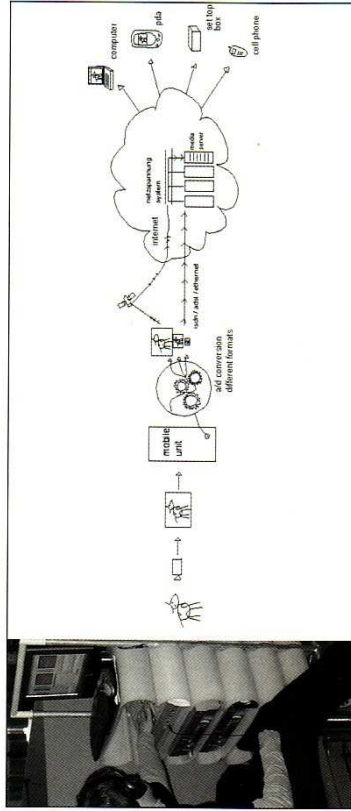 mobile
unit
a/d conversion
different formats
isdn / adsl / ethernet
internet
netzspannung
system
media
server
computer
pda
set top
box
cell phone